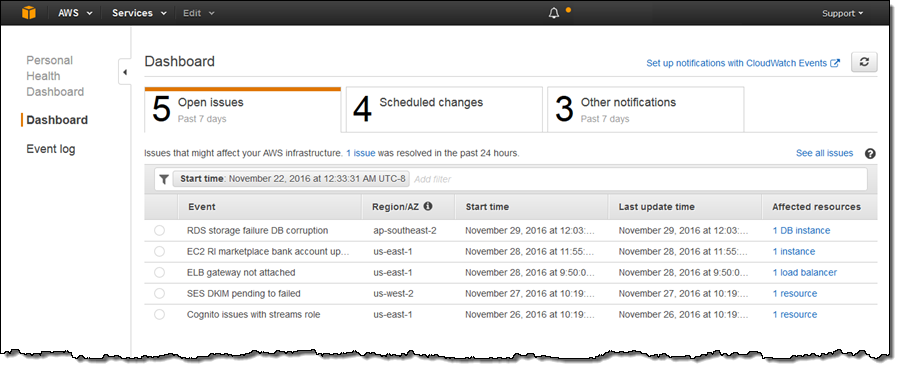 AWS Services Edit Support
Personal
Health
Dashboard
Dashboard
Event log
Dashboard
Set up notifications with CloudWatch Events
5 Open issues
Past 7 days
4 Scheduled changes
3 Other notifications
Past 7 days
Issues that might affect your AWS infrastructure. 1 issue was resolved in the past 24 hours.
See all issues ?
Start time: November 22, 2016 at 12:33:31 AM UTC-8 Add filter
Event Region/AZ Start time Last update time Affected resources
RDS storage failure DB corruption ap-southeast-2 November 29, 2016 at 12:03:... November 29, 2016 at 12:03:... 1 DB instance
EC2 RI marketplace bank account up... us-east-1 November 28, 2016 at 11:55:... November 28, 2016 at 11:55:... 1 instance
ELB gateway not attached us-east-1 November 28, 2016 at 9:50:0... November 28, 2016 at 9:50:0... 1 load balancer
SES DKIM pending to failed us-west-2 November 27, 2016 at 10:19:... November 27, 2016 at 10:19:... 1 resource
Cognito issues with streams role us-east-1 November 26, 2016 at 10:19:... November 26, 2016 at 10:19:... 1 resource